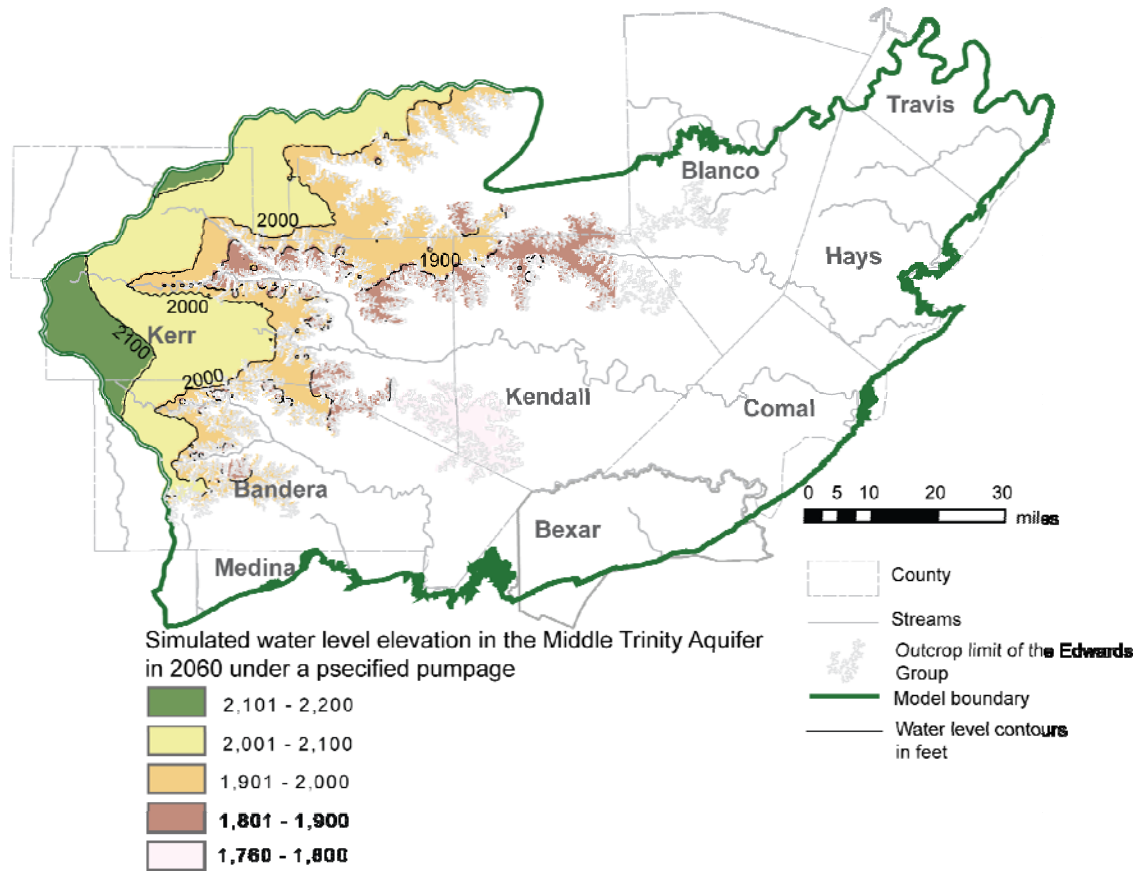 Travis
Blanco
2000
Hays
1900
2000
2100
Kerr
2000
Kendall
Comal
Bandera
0 5 10 20 30
miles
Bexar
Medina
County
Streams
Outcrop limit of the Edwards
Group
Model boundary
Water level contours
in feet
Simulated water level elevation in the Middle Trinity Aquifer
in 2060 under a psecified pumpage
2,101 - 2,200
2,001 - 2,100
1,901 - 2,000
1,801 - 1,900
1,760 - 1,800